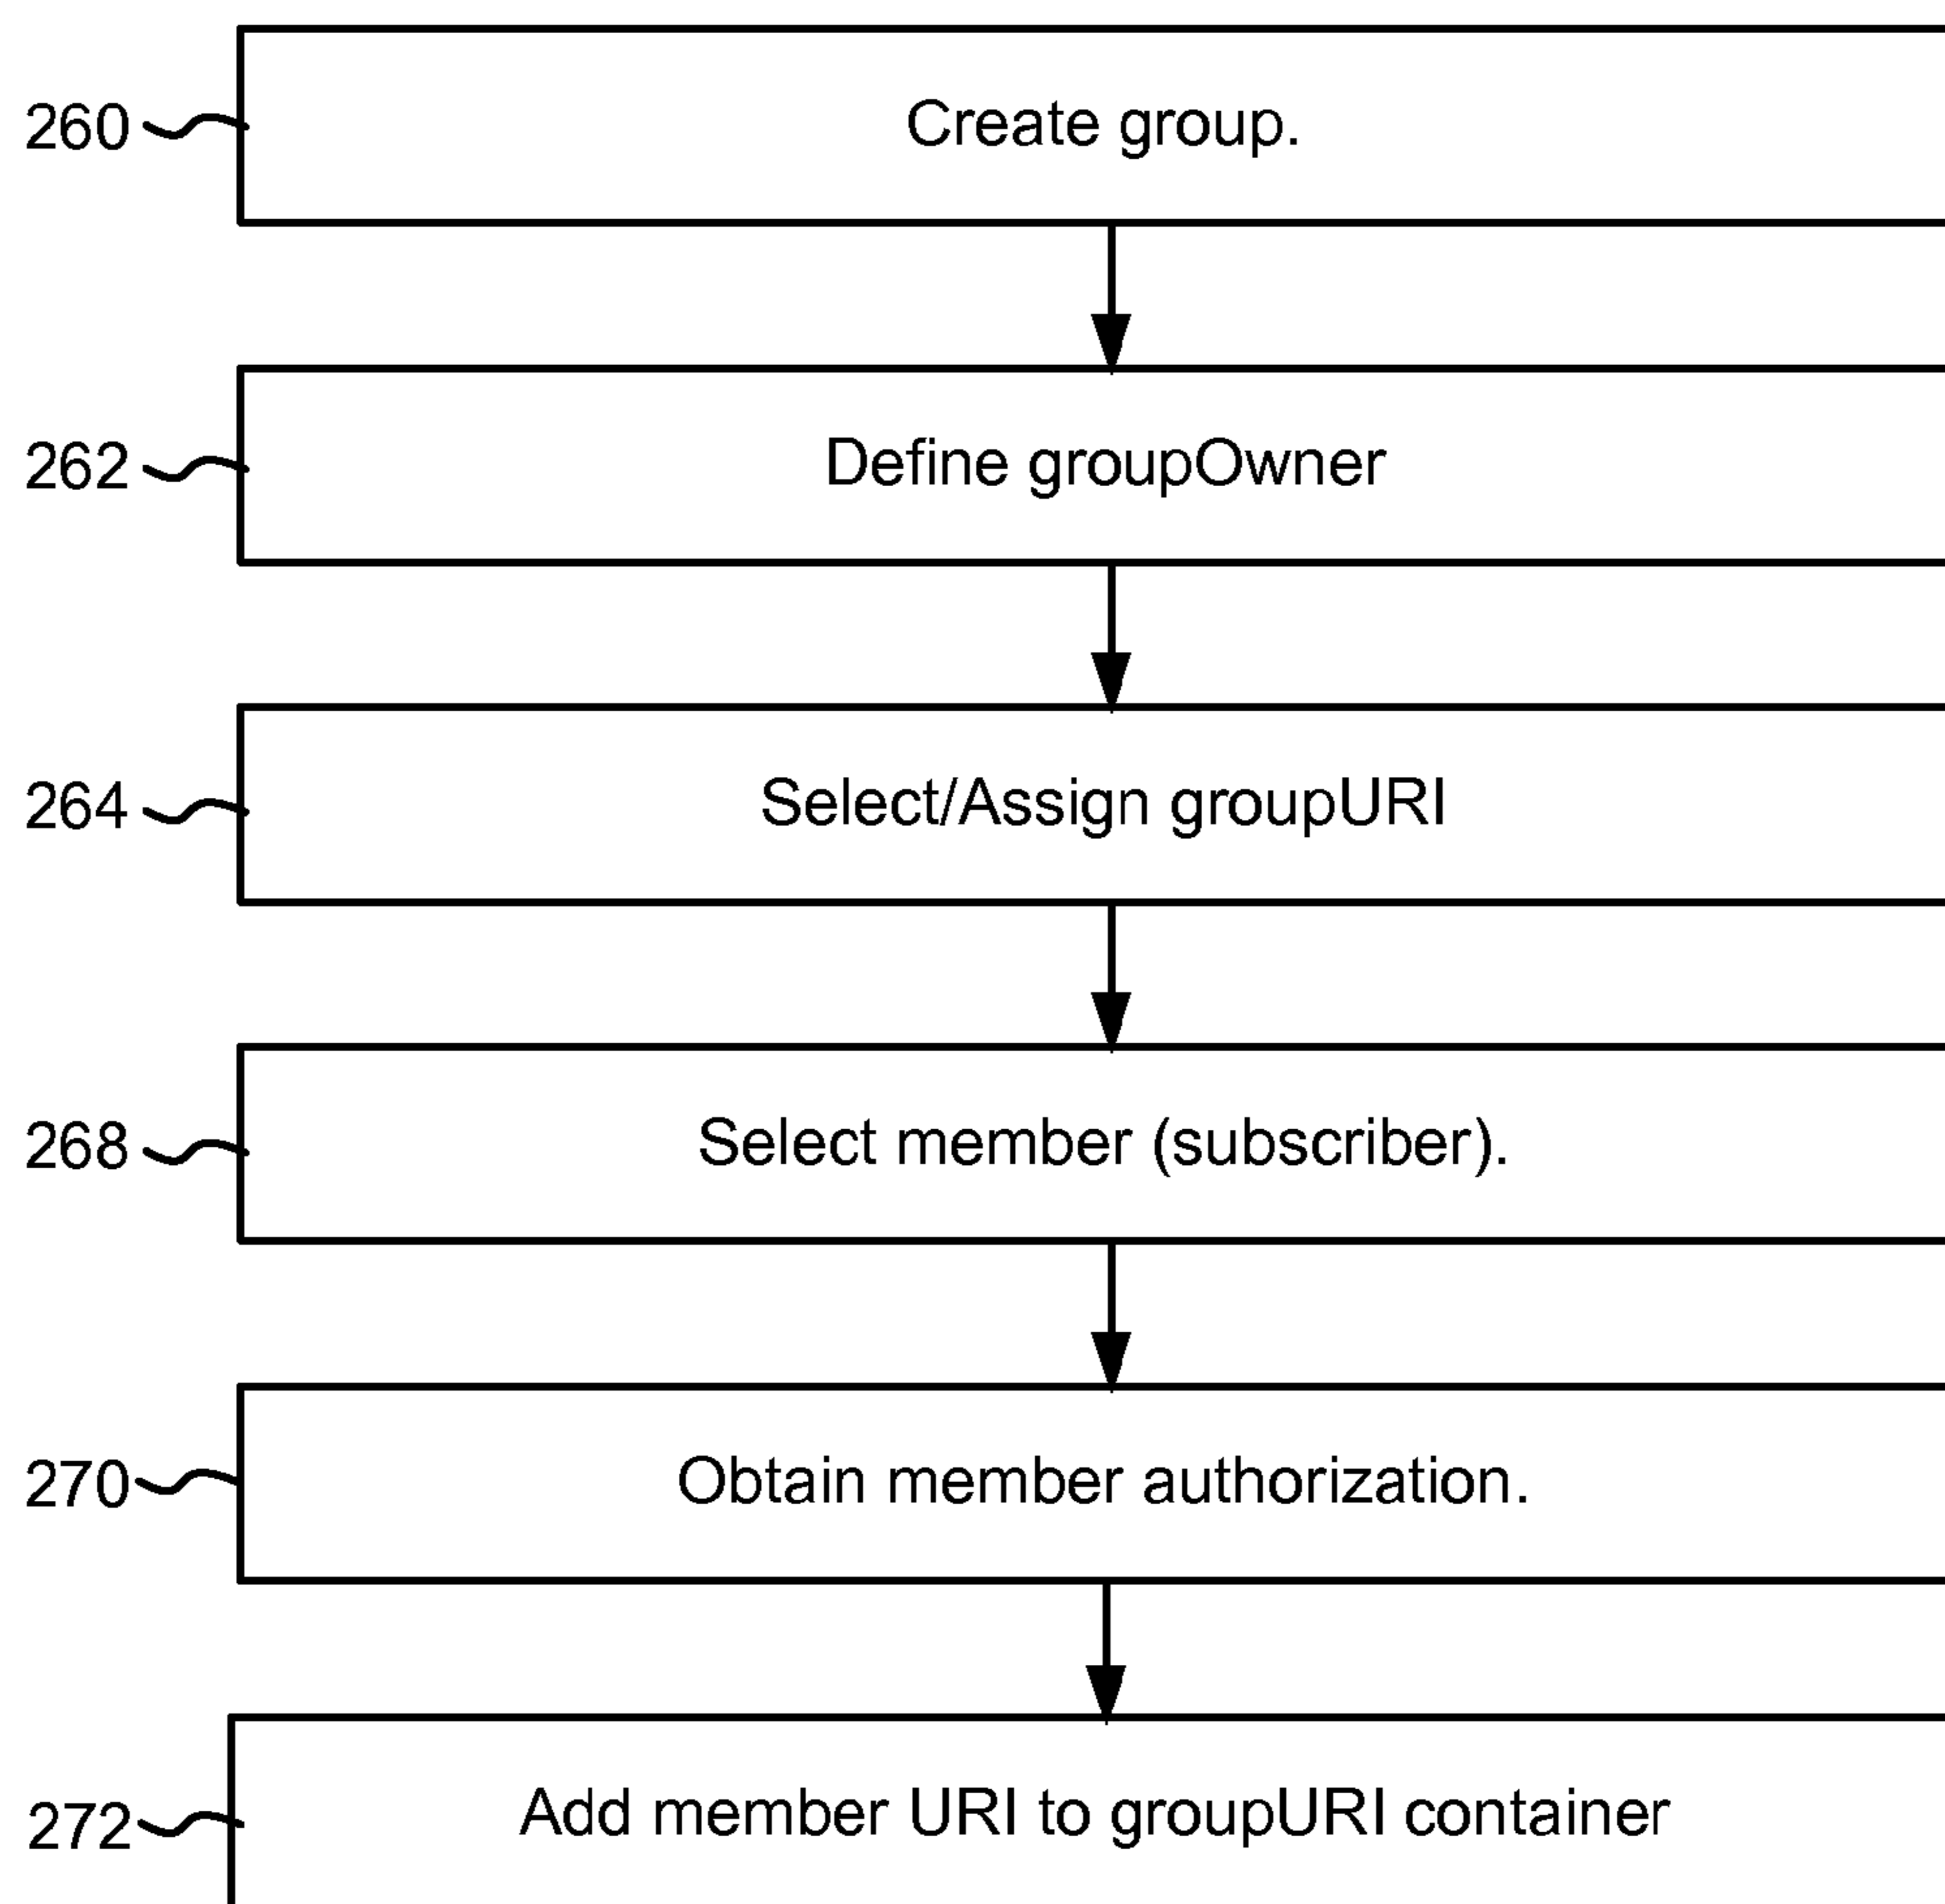 260
Create group.
262
Define groupOwner
264
Select/Assign groupURI
268
Select member (subscriber).
270
Obtain member authorization.
272
Add member URI to groupURI container